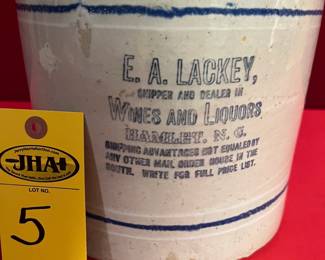 E. A. LACKEY,
SHIPPER AND DEALER IN
WINES AND LIQUORS
HAMLET, N. C.
SHIPPING ADVANTAGES NOT EQUALED BY
ANY OTHER MAIL ORDER HOUSE IN THE
SOUTH. WRITE FOR FULL PRICE LIST.
JHAI
LOT NO.
5